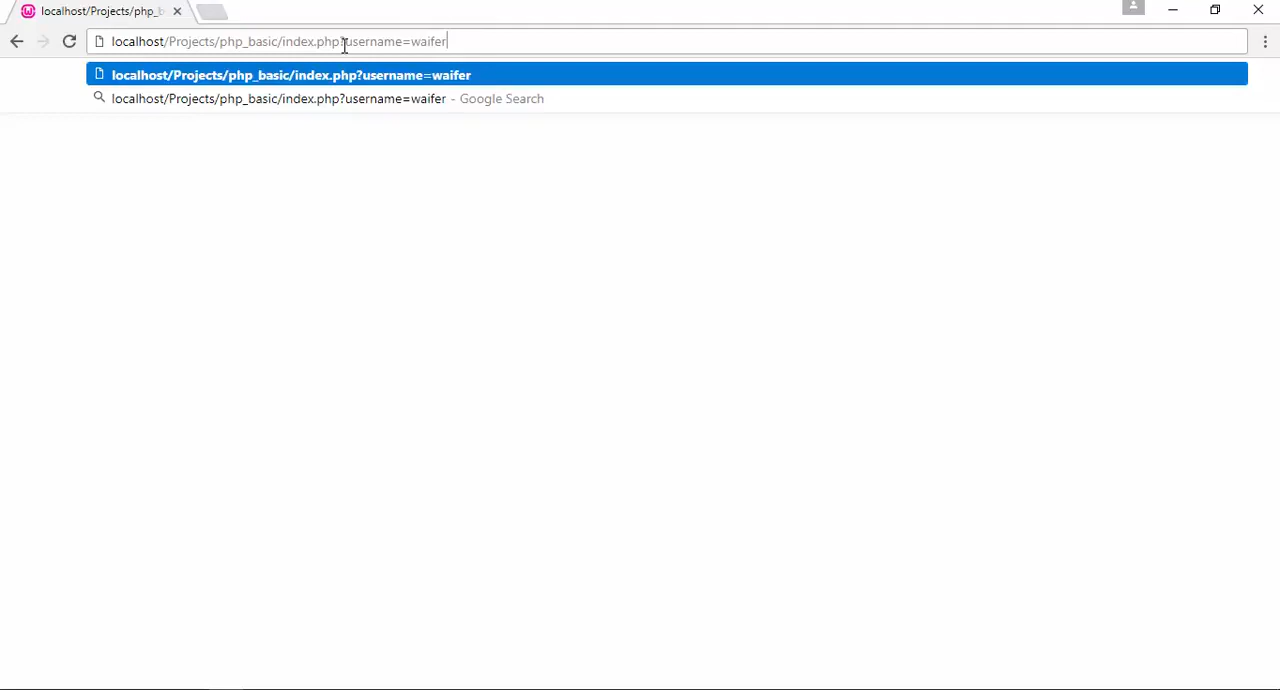 localhost/Projects/php_b
localhost/Projects/php_basic/index.php?username=waifer
localhost/Projects/php_basic/index.php?username=waifer
localhost/Projects/php_basic/index.php?username=waifer - Google Search